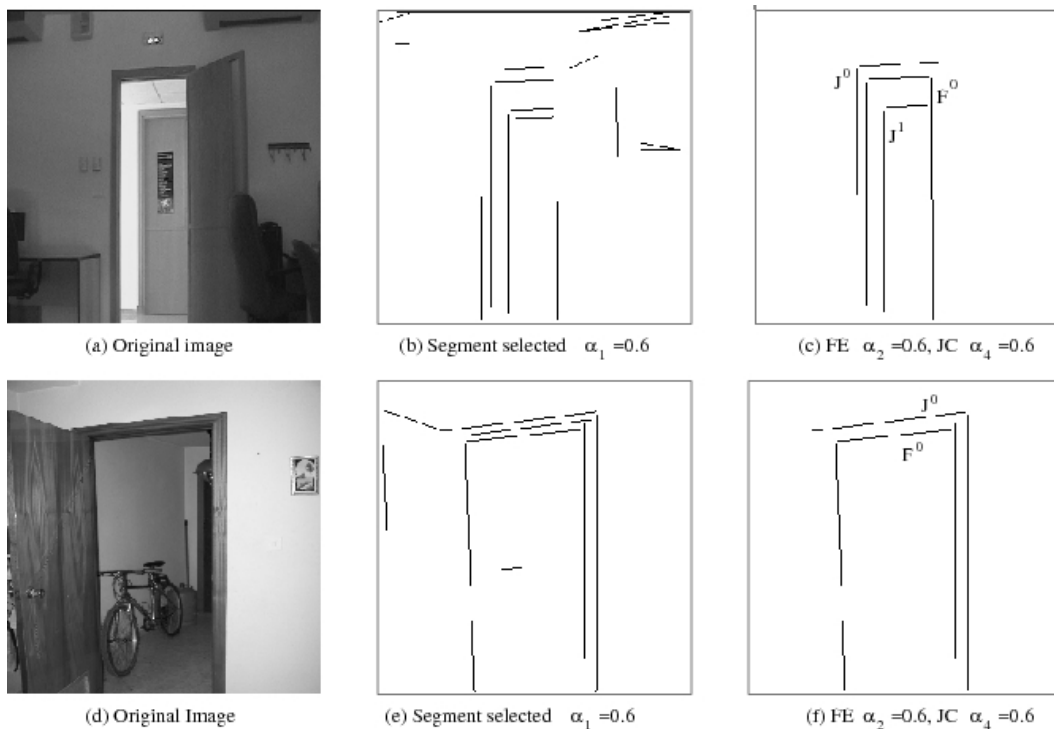 J⁰
F⁰
J¹
(a) Original image
(b) Segment selected α₁ =0.6
(c) FE α₂ =0.6, JC α₄ =0.6
J⁰
F⁰
(d) Original Image
(e) Segment selected α₁ =0.6
(f) FE α₂ =0.6, JC α₄ =0.6